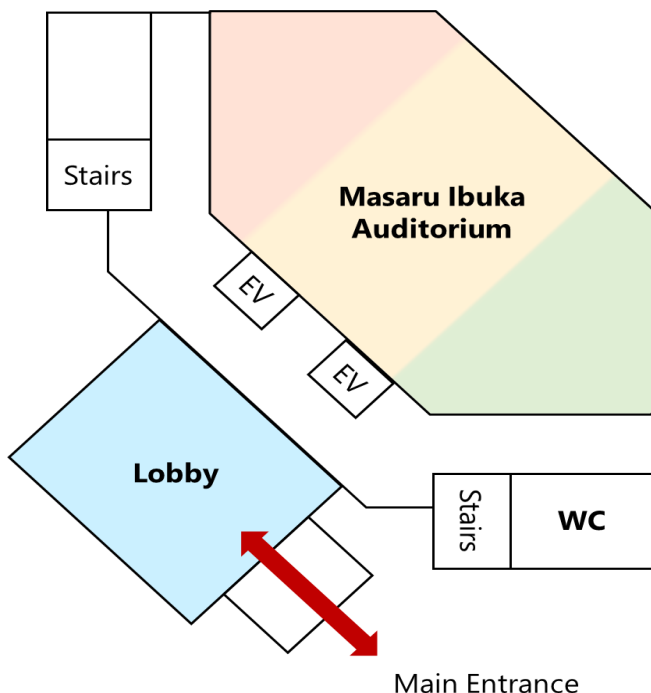 Stairs
Masaru Ibuka
Auditorium
EV
EV
Lobby
Stairs
WC
Main Entrance